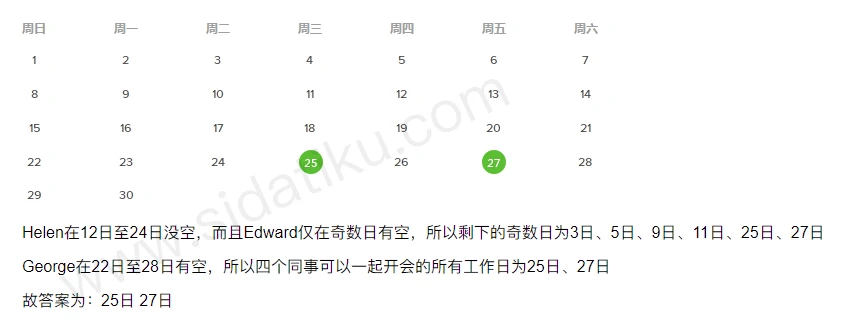 周日 周一 周二 周三 周四 周五 周六
1 2 3 4 5 6 7
8 9 10 11 12 13 14
15 16 17 18 19 20 21
22 23 24 25 26 27 28
29 30
Helen在12日至24日没空，而且Edward仅在奇数日有空，所以剩下的奇数日为3日、5日、9日、11日、25日、27日
George在22日至28日有空，所以四个同事可以一起开会的所有工作日为25日、27日
故答案为：25日 27日
www.sidatiku.com